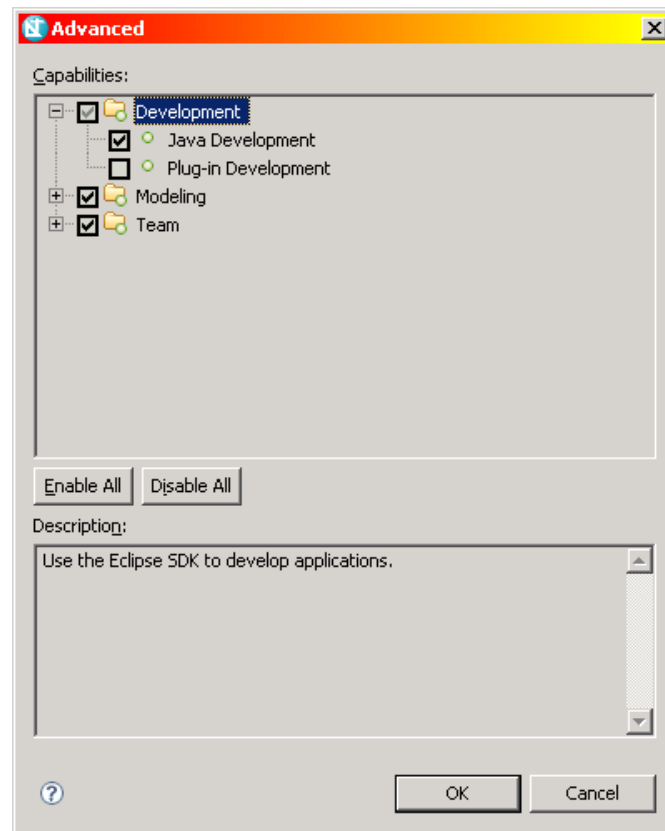 Advanced
Capabilities:
Development
Java Development
Plug-in Development
Modeling
Team
Enable All Disable All
Description:
Use the Eclipse SDK to develop applications.
OK Cancel